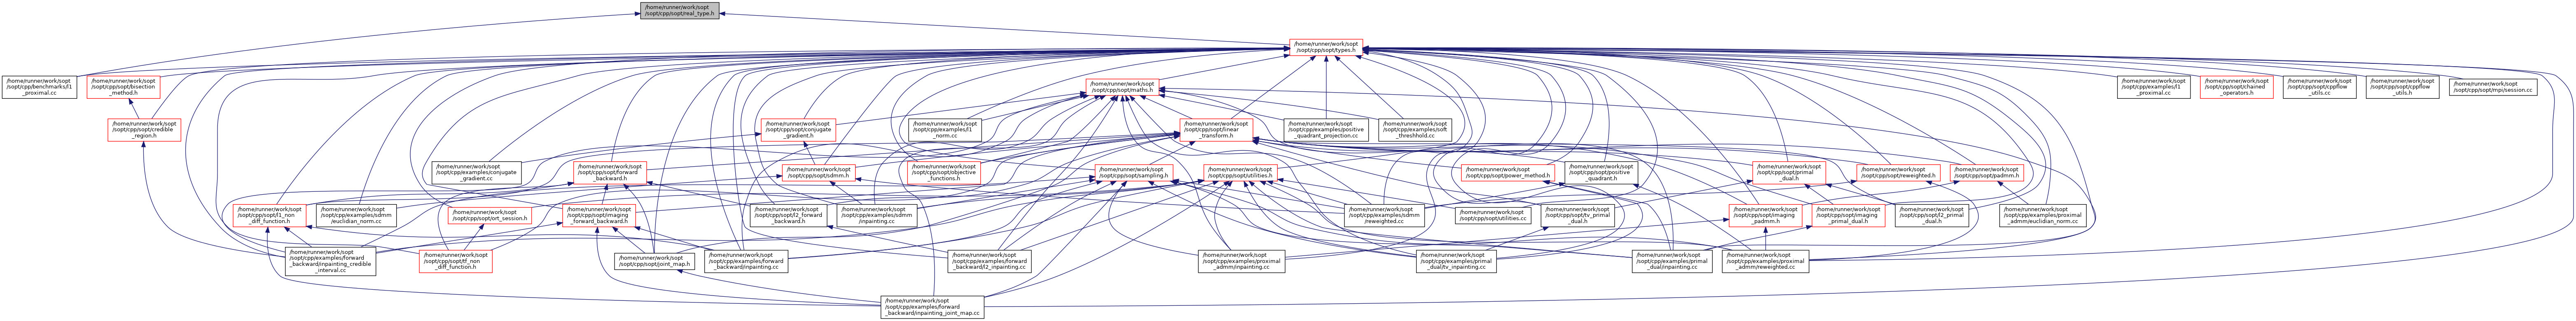 /home/runner/work/sopt
/sopt/cpp/sopt/real_type.h
/home/runner/work/sopt
/sopt/cpp/sopt/types.h
/home/runner/work/sopt
/sopt/cpp/benchmarks/l1
_proximal.cc
/home/runner/work/sopt
/sopt/cpp/sopt/bisection
_method.h
/home/runner/work/sopt
/sopt/cpp/sopt/maths.h
/home/runner/work/sopt
/sopt/cpp/examples/l1
_proximal.cc
/home/runner/work/sopt
/sopt/cpp/sopt/chained
_operators.h
/home/runner/work/sopt
/sopt/cpp/sopt/cppflow
_utils.cc
/home/runner/work/sopt
/sopt/cpp/sopt/cppflow
_utils.h
/home/runner/work/sopt
/sopt/cpp/sopt/mpi/session.cc
/home/runner/work/sopt
/sopt/cpp/sopt/credible
_region.h
/home/runner/work/sopt
/sopt/cpp/sopt/conjugate
_gradient.h
/home/runner/work/sopt
/sopt/cpp/examples/l1
_norm.cc
/home/runner/work/sopt
/sopt/cpp/sopt/linear
_transform.h
/home/runner/work/sopt
/sopt/cpp/examples/positive
_quadrant_projection.cc
/home/runner/work/sopt
/sopt/cpp/examples/soft
_threshhold.cc
/home/runner/work/sopt
/sopt/cpp/examples/conjugate
_gradient.cc
/home/runner/work/sopt
/sopt/cpp/sopt/forward
_backward.h
/home/runner/work/sopt
/sopt/cpp/sopt/sdmm.h
/home/runner/work/sopt
/sopt/cpp/sopt/objective
_functions.h
/home/runner/work/sopt
/sopt/cpp/sopt/sampling.h
/home/runner/work/sopt
/sopt/cpp/sopt/utilities.h
/home/runner/work/sopt
/sopt/cpp/sopt/power_method.h
/home/runner/work/sopt
/sopt/cpp/sopt/positive
_quadrant.h
/home/runner/work/sopt
/sopt/cpp/sopt/primal
_dual.h
/home/runner/work/sopt
/sopt/cpp/sopt/reweighted.h
/home/runner/work/sopt
/sopt/cpp/sopt/padmm.h
/home/runner/work/sopt
/sopt/cpp/sopt/l1_non
_diff_function.h
/home/runner/work/sopt
/sopt/cpp/examples/sdmm
/euclidian_norm.cc
/home/runner/work/sopt
/sopt/cpp/sopt/ort_session.h
/home/runner/work/sopt
/sopt/cpp/sopt/imaging
_forward_backward.h
/home/runner/work/sopt
/sopt/cpp/sopt/l2_forward
_backward.h
/home/runner/work/sopt
/sopt/cpp/examples/sdmm
/inpainting.cc
/home/runner/work/sopt
/sopt/cpp/examples/sdmm
/reweighted.cc
/home/runner/work/sopt
/sopt/cpp/sopt/utilities.cc
/home/runner/work/sopt
/sopt/cpp/sopt/tv_primal
_dual.h
/home/runner/work/sopt
/sopt/cpp/sopt/imaging
_padmm.h
/home/runner/work/sopt
/sopt/cpp/sopt/imaging
_primal_dual.h
/home/runner/work/sopt
/sopt/cpp/sopt/l2_primal
_dual.h
/home/runner/work/sopt
/sopt/cpp/examples/proximal
_admm/euclidian_norm.cc
/home/runner/work/sopt
/sopt/cpp/examples/forward
_backward/inpainting_credible
_interval.cc
/home/runner/work/sopt
/sopt/cpp/sopt/tf_non
_diff_function.h
/home/runner/work/sopt
/sopt/cpp/sopt/joint_map.h
/home/runner/work/sopt
/sopt/cpp/examples/forward
_backward/inpainting.cc
/home/runner/work/sopt
/sopt/cpp/examples/forward
_backward/l2_inpainting.cc
/home/runner/work/sopt
/sopt/cpp/examples/proximal
_admm/inpainting.cc
/home/runner/work/sopt
/sopt/cpp/examples/primal
_dual/tv_inpainting.cc
/home/runner/work/sopt
/sopt/cpp/examples/primal
_dual/inpainting.cc
/home/runner/work/sopt
/sopt/cpp/examples/proximal
_admm/reweighted.cc
/home/runner/work/sopt
/sopt/cpp/examples/forward
_backward/inpainting_joint_map.cc